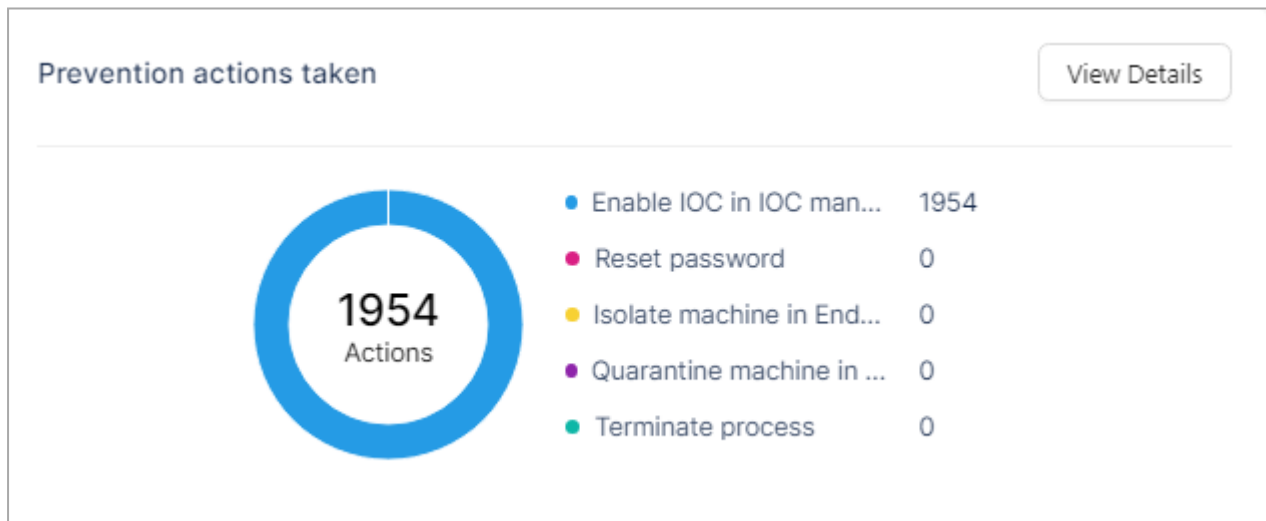 Prevention actions taken
View Details
1954
Actions
Enable IOC in IOC man... 1954
Reset password 0
Isolate machine in End... 0
Quarantine machine in ... 0
Terminate process 0